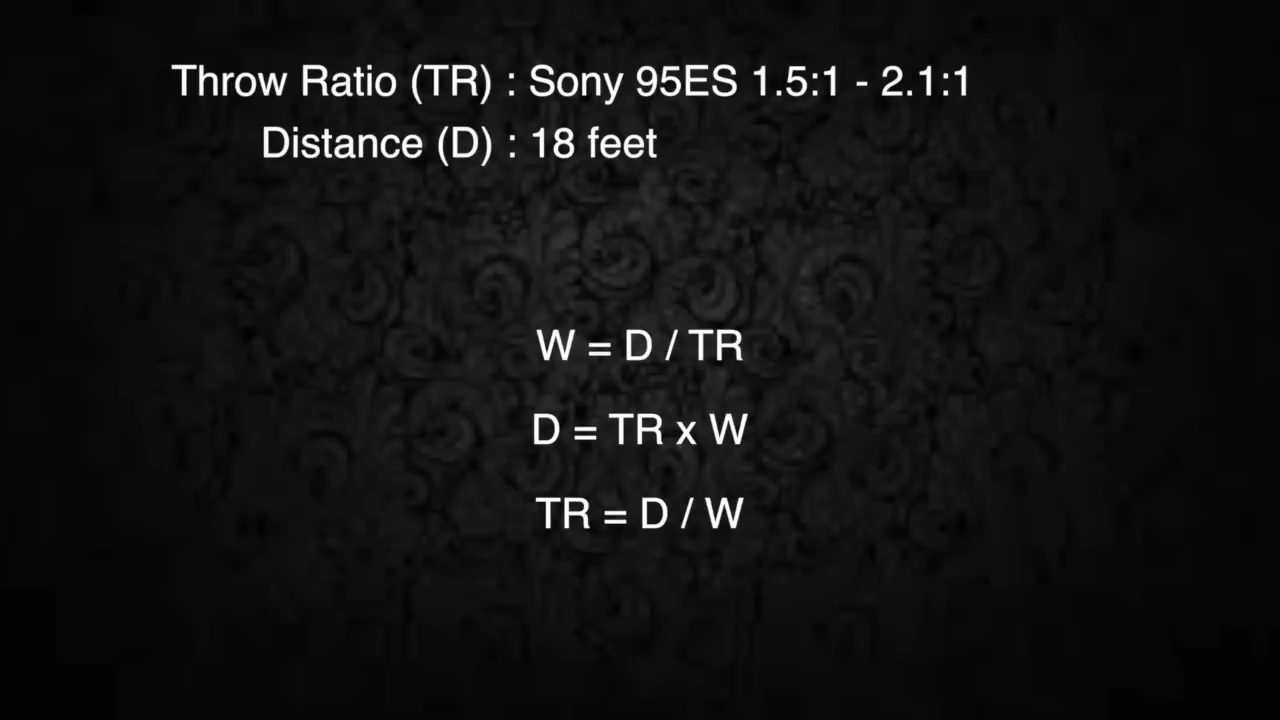 Throw Ratio (TR) : Sony 95ES 1.5:1 - 2.1:1
Distance (D) : 18 feet
W = D / TR
D = TR x W
TR = D / W